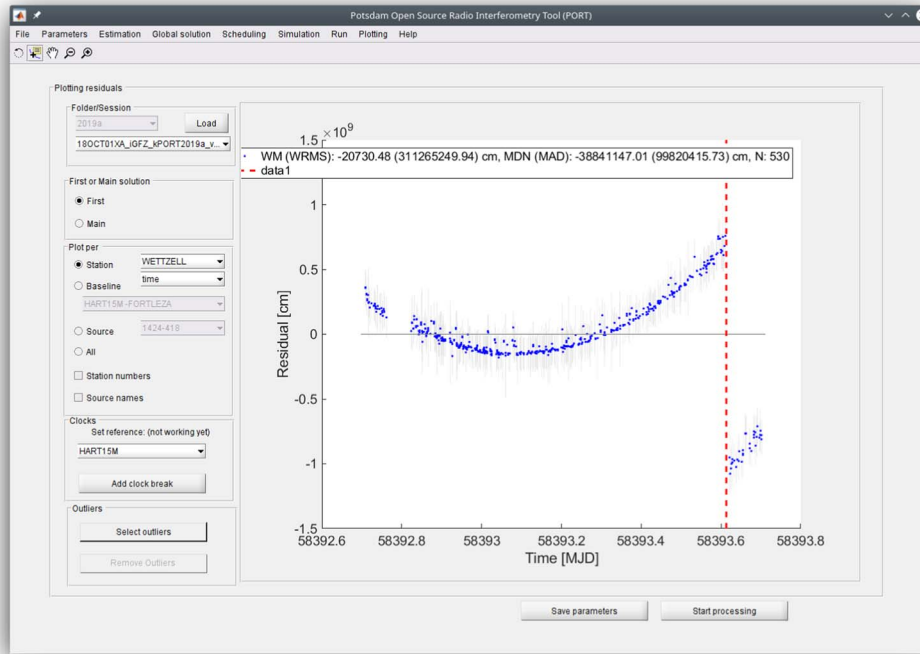 Potsdam Open Source Radio Interferometry Tool (PORT)
File Parameters Estimation Global solution Scheduling Simulation Run Plotting Help
Plotting residuals
Folder/Session
2019a
Load
18OCT01XA_iGFZ_kPORT2019a_v...
First or Main solution
First
Main
Plot per
Station
WETTZELL
Baseline
time
HART15M -FORTLEZA
Source
1424-418
All
Station numbers
Source names
Clocks
Set reference: (not working yet)
HART15M
Add clock break
Outliers
Select outliers
Remove Outliers
×10^9
WM (WRMS): -20730.48 (311265249.94) cm, MDN (MAD): -38841147.01 (99820415.73) cm, N: 530
data1
1.5
1
0.5
0
-0.5
-1
-1.5
Residual [cm]
58392.6 58392.8 58393 58393.2 58393.4 58393.6 58393.8
Time [MJD]
Save parameters
Start processing